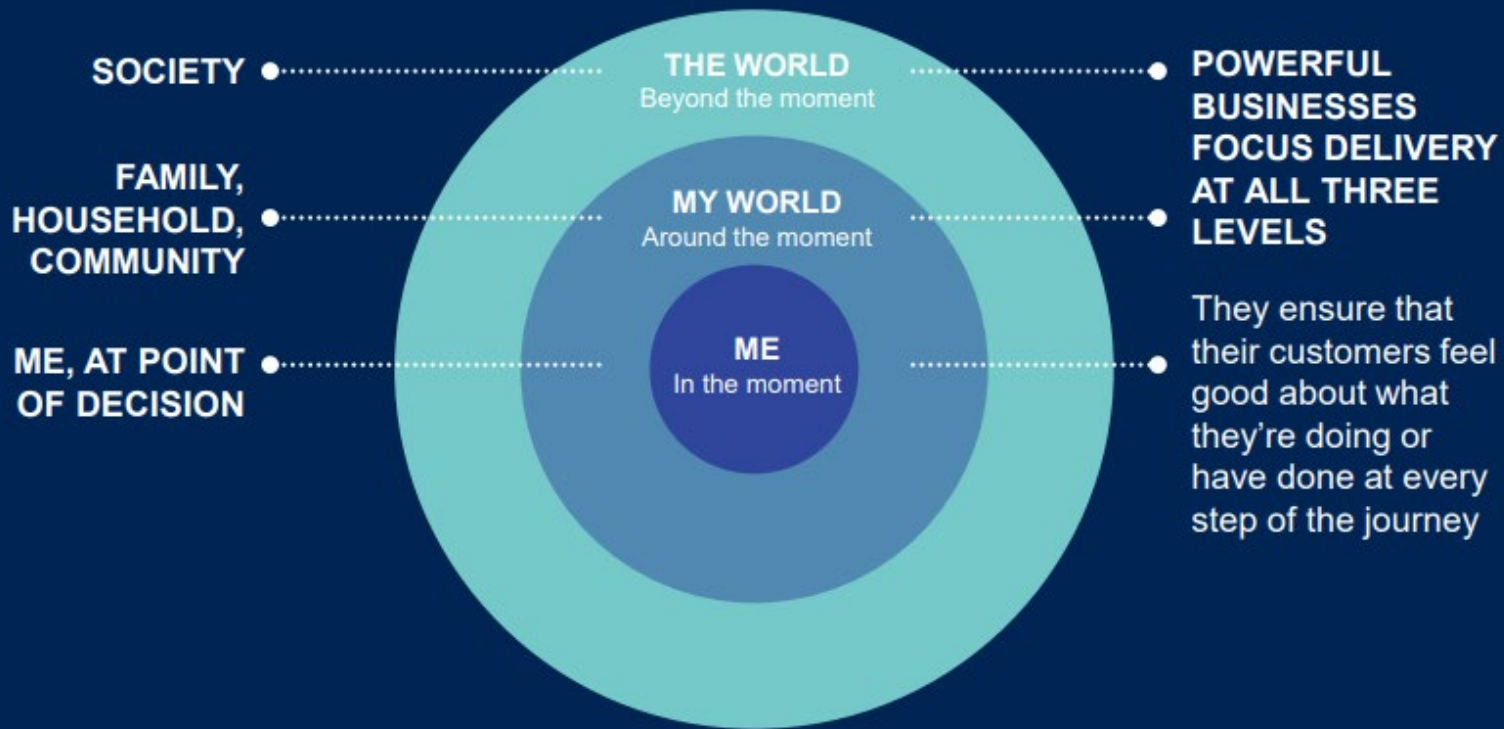 SOCIETY
THE WORLD
Beyond the moment
POWERFUL
BUSINESSES
FOCUS DELIVERY
AT ALL THREE
LEVELS
FAMILY,
HOUSEHOLD,
COMMUNITY
MY WORLD
Around the moment
ME, AT POINT
OF DECISION
ME
In the moment
They ensure that
their customers feel
good about what
they’re doing or
have done at every
step of the journey